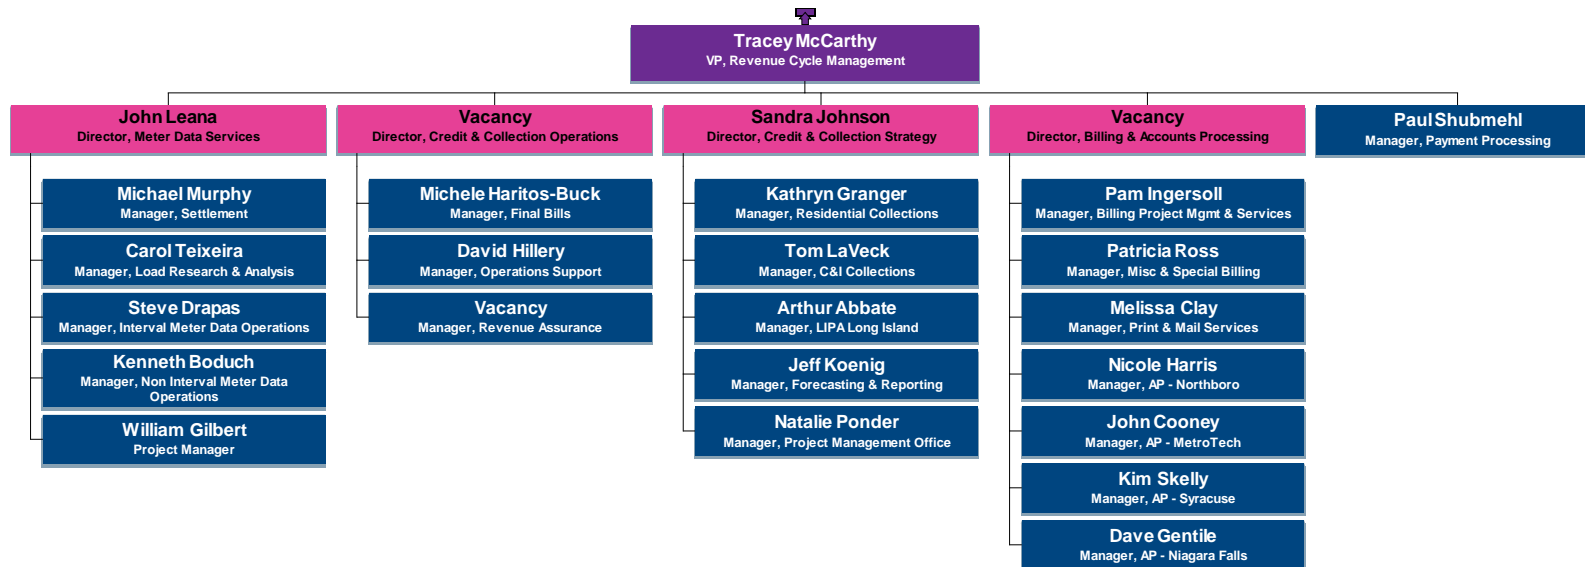 Tracey McCarthy
VP, Revenue Cycle Management
John Leana
Director, Meter Data Services
Vacancy
Director, Credit & Collection Operations
Sandra Johnson
Director, Credit & Collection Strategy
Vacancy
Director, Billing & Accounts Processing
Paul Shubmehl
Manager, Payment Processing
Michael Murphy
Manager, Settlement
Carol Teixeira
Manager, Load Research & Analysis
Steve Drapas
Manager, Interval Meter Data Operations
Kenneth Boduch
Manager, Non Interval Meter Data
Operations
William Gilbert
Project Manager
Michele Haritos-Buck
Manager, Final Bills
David Hillery
Manager, Operations Support
Vacancy
Manager, Revenue Assurance
Kathryn Granger
Manager, Residential Collections
Tom LaVeck
Manager, C&I Collections
Arthur Abbate
Manager, LIPA Long Island
Jeff Koenig
Manager, Forecasting & Reporting
Natalie Ponder
Manager, Project Management Office
Pam Ingersoll
Manager, Billing Project Mgmt & Services
Patricia Ross
Manager, Misc & Special Billing
Melissa Clay
Manager, Print & Mail Services
Nicole Harris
Manager, AP - Northboro
John Cooney
Manager, AP - MetroTech
Kim Skelly
Manager, AP - Syracuse
Dave Gentile
Manager, AP - Niagara Falls